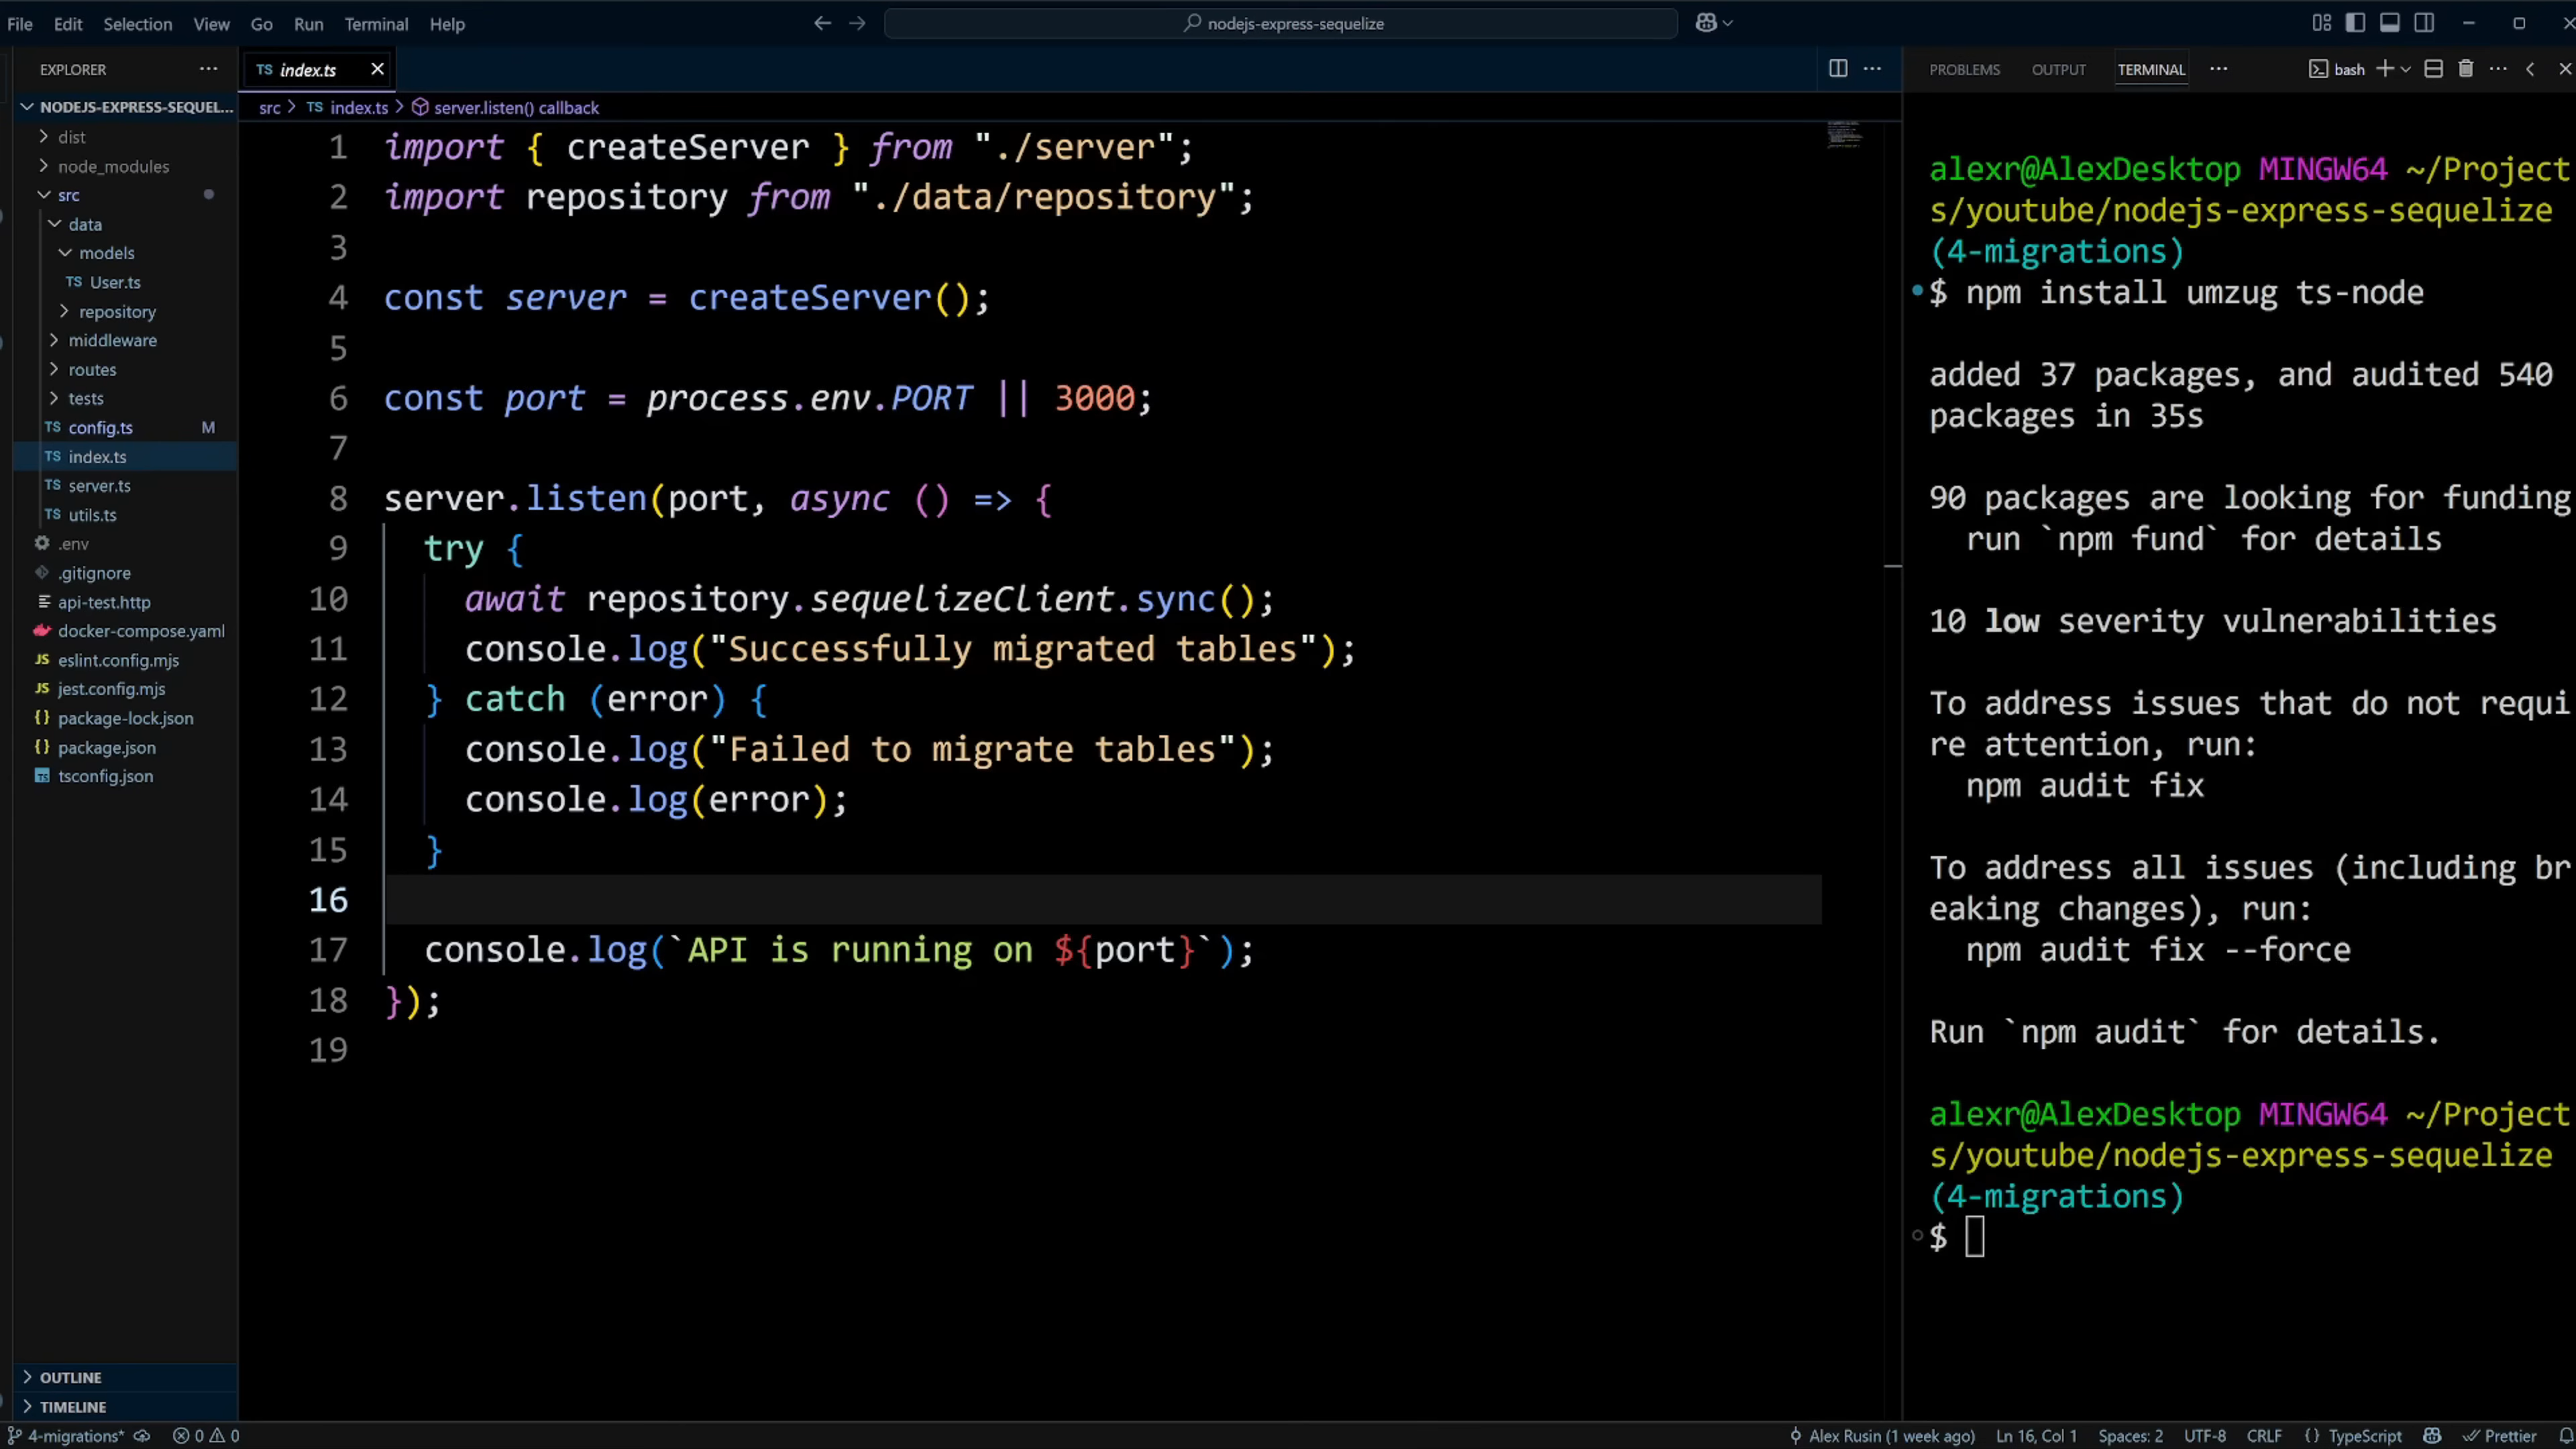 File Edit Selection View Go Run Terminal Help
nodejs-express-sequelize
EXPLORER
NODEJS-EXPRESS-SEQUEL...
dist
node_modules
src
data
models
TS User.ts
repository
middleware
routes
tests
TS config.ts M
TS index.ts
TS server.ts
TS utils.ts
.env
.gitignore
api-test.http
docker-compose.yaml
JS eslint.config.mjs
JS jest.config.mjs
{} package-lock.json
{} package.json
TS tsconfig.json
OUTLINE
TIMELINE
TS index.ts
src > TS index.ts > server.listen() callback
1 import { createServer } from "./server";
2 import repository from "./data/repository";
3
4 const server = createServer();
5
6 const port = process.env.PORT || 3000;
7
8 server.listen(port, async () => {
9 try {
10 await repository.sequelizeClient.sync();
11 console.log("Successfully migrated tables");
12 } catch (error) {
13 console.log("Failed to migrate tables");
14 console.log(error);
15 }
16
17 console.log(`API is running on ${port}`);
18 });
19
PROBLEMS OUTPUT TERMINAL ... bash
alexr@AlexDesktop MINGW64 ~/Project
s/youtube/nodejs-express-sequelize
(4-migrations)
$ npm install umzug ts-node
added 37 packages, and audited 540
packages in 35s
90 packages are looking for funding
run `npm fund` for details
10 low severity vulnerabilities
To address issues that do not requi
re attention, run:
npm audit fix
To address all issues (including br
eaking changes), run:
npm audit fix --force
Run `npm audit` for details.
alexr@AlexDesktop MINGW64 ~/Project
s/youtube/nodejs-express-sequelize
(4-migrations)
$
4-migrations* 0 0 Alex Rusin (1 week ago) Ln 16, Col 1 Spaces: 2 UTF-8 CRLF {} TypeScript Prettier